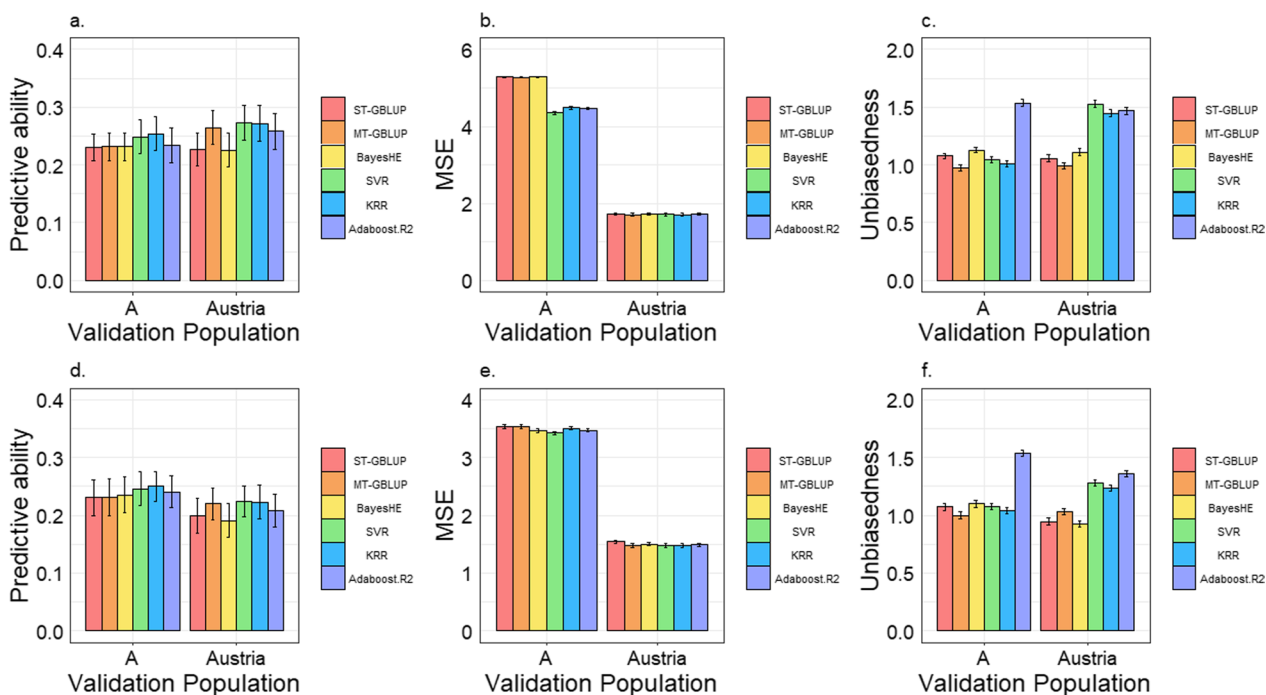 a.
0.4
0.3
0.2
0.1
0.0
Predictive ability
A Austria
Validation Population
ST-GBLUP
MT-GBLUP
BayesHE
SVR
KRR
Adaboost.R2
b.
6
4
2
0
MSE
A Austria
Validation Population
ST-GBLUP
MT-GBLUP
BayesHE
SVR
KRR
Adaboost.R2
c.
2.0
1.5
1.0
0.5
0.0
Unbiasedness
A Austria
Validation Population
ST-GBLUP
MT-GBLUP
BayesHE
SVR
KRR
Adaboost.R2
d.
0.4
0.3
0.2
0.1
0.0
Predictive ability
A Austria
Validation Population
ST-GBLUP
MT-GBLUP
BayesHE
SVR
KRR
Adaboost.R2
e.
4
3
2
1
0
MSE
A Austria
Validation Population
ST-GBLUP
MT-GBLUP
BayesHE
SVR
KRR
Adaboost.R2
f.
2.0
1.5
1.0
0.5
0.0
Unbiasedness
A Austria
Validation Population
ST-GBLUP
MT-GBLUP
BayesHE
SVR
KRR
Adaboost.R2